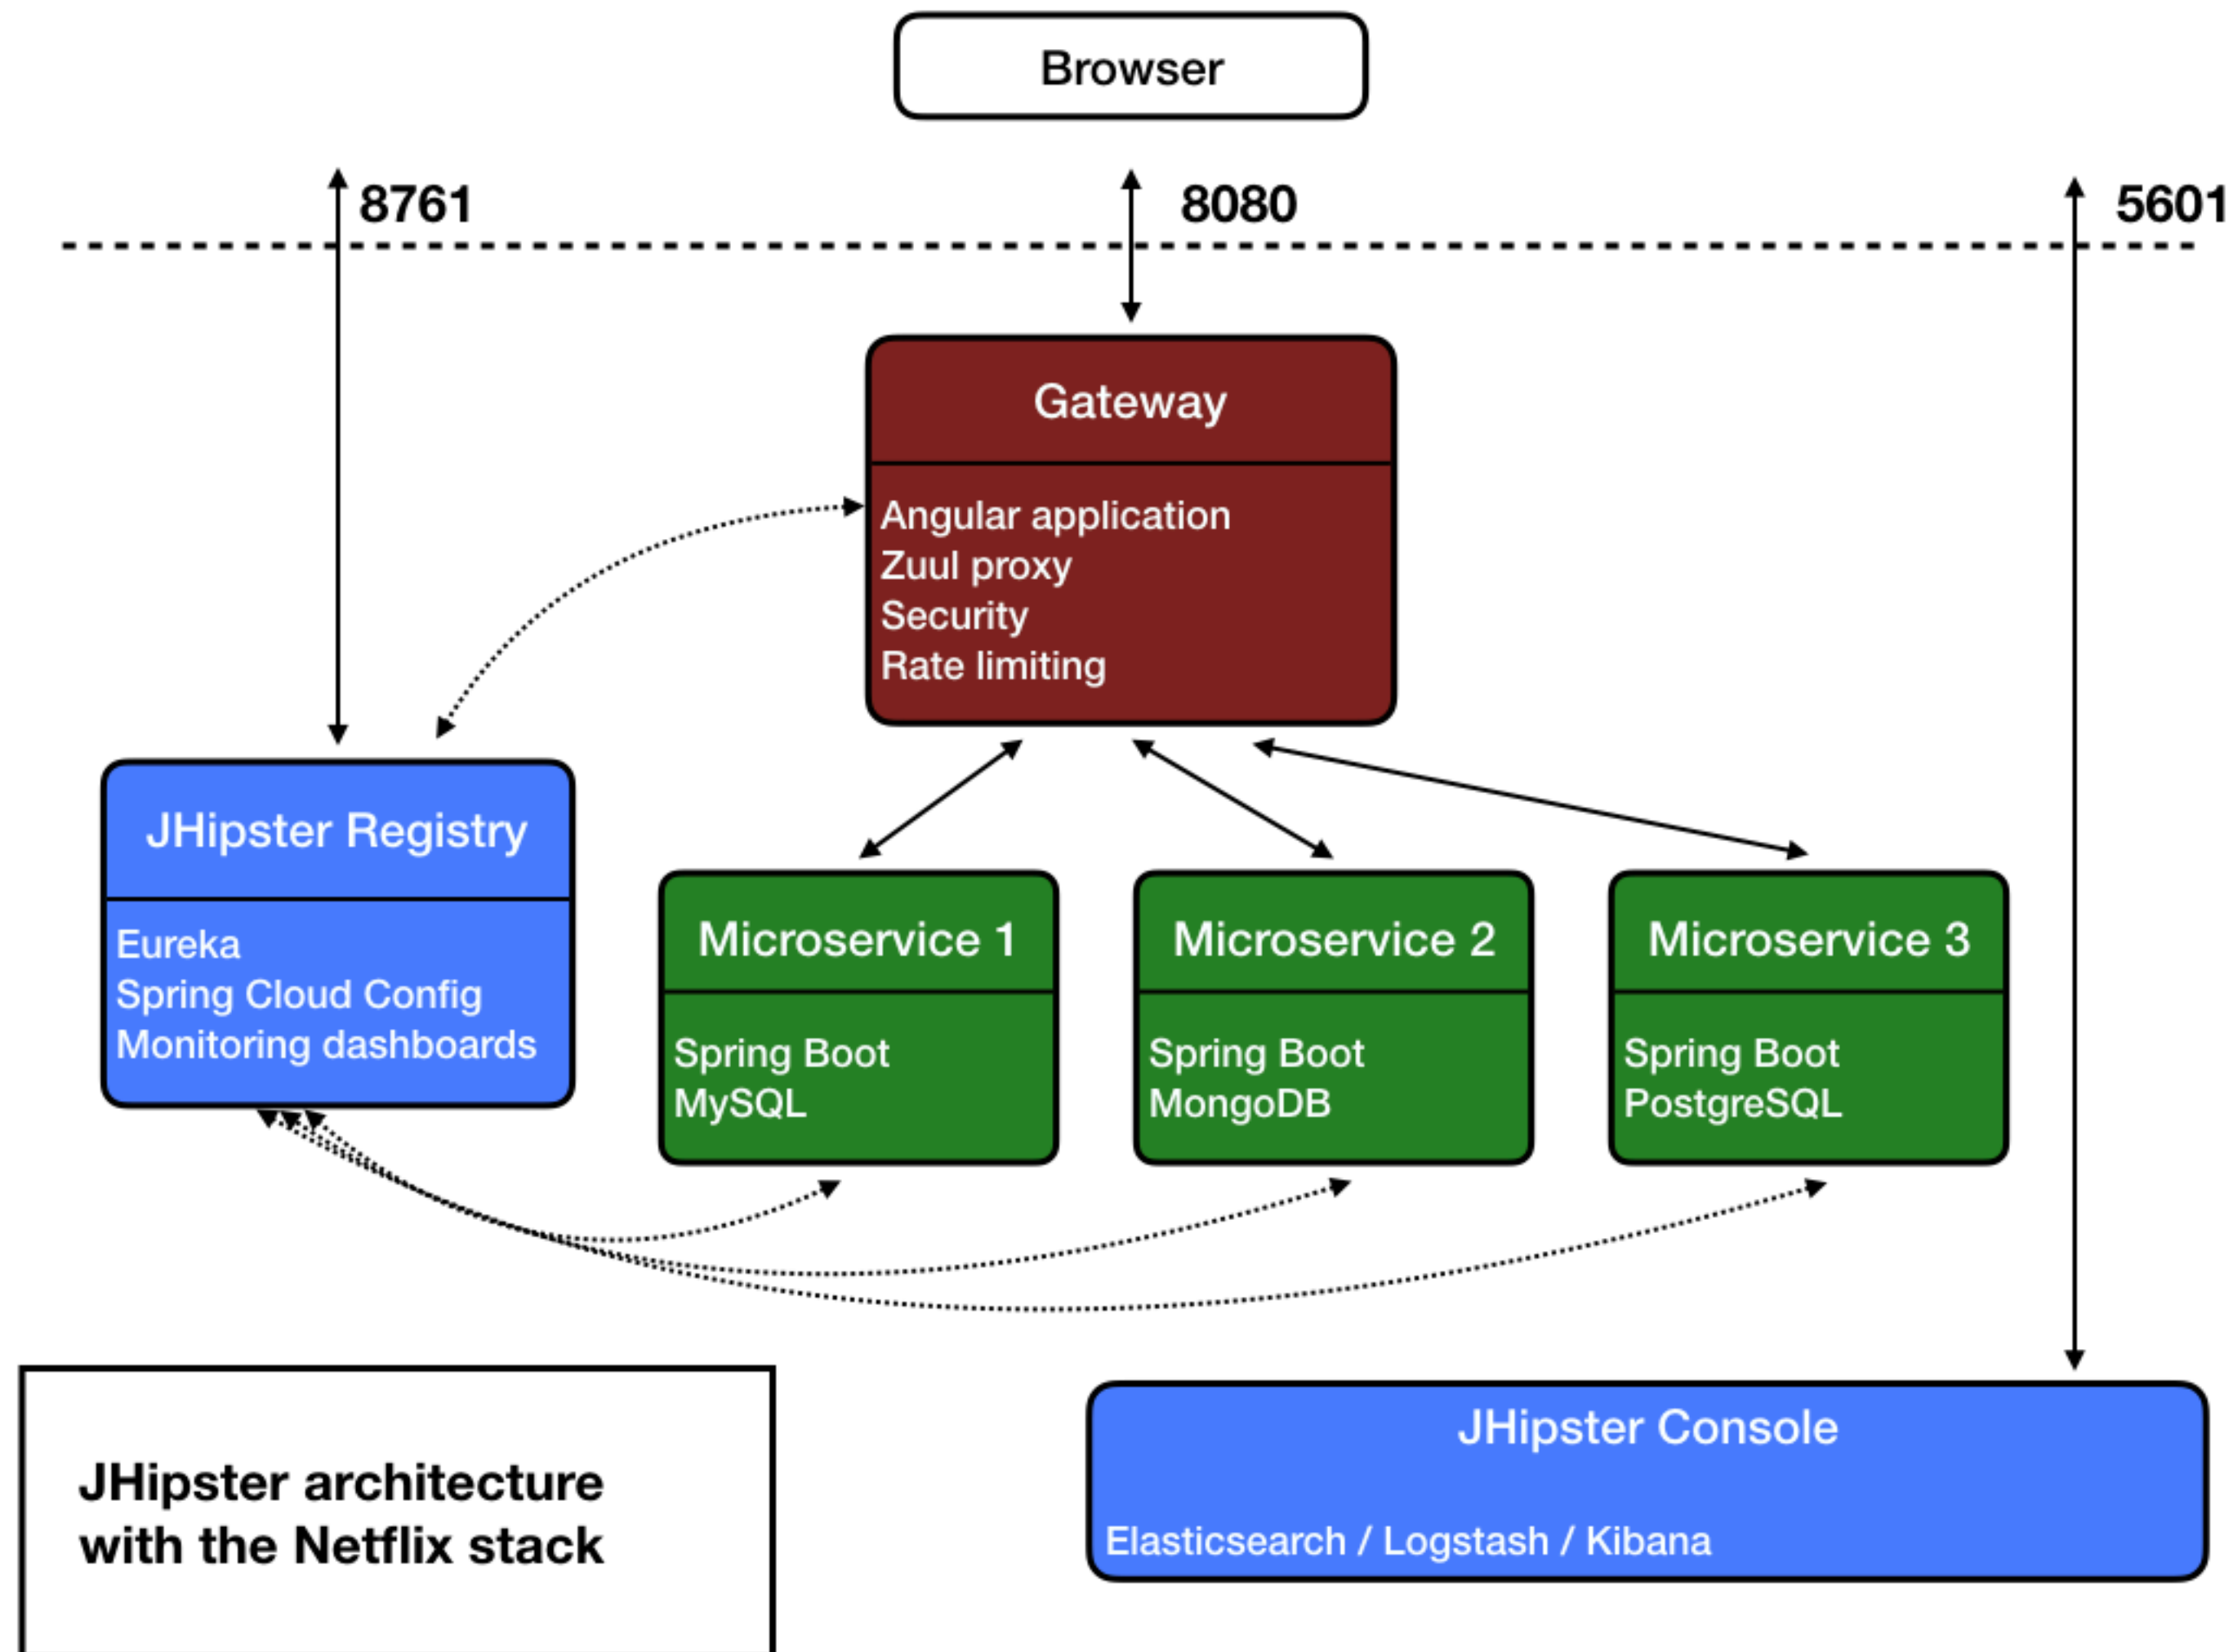 Browser
8761
8080
5601
Gateway
Angular application
Zuul proxy
Security
Rate limiting
JHipster Registry
Eureka
Spring Cloud Config
Monitoring dashboards
Microservice 1
Spring Boot
MySQL
Microservice 2
Spring Boot
MongoDB
Microservice 3
Spring Boot
PostgreSQL
JHipster architecture
with the Netflix stack
JHipster Console
Elasticsearch / Logstash / Kibana